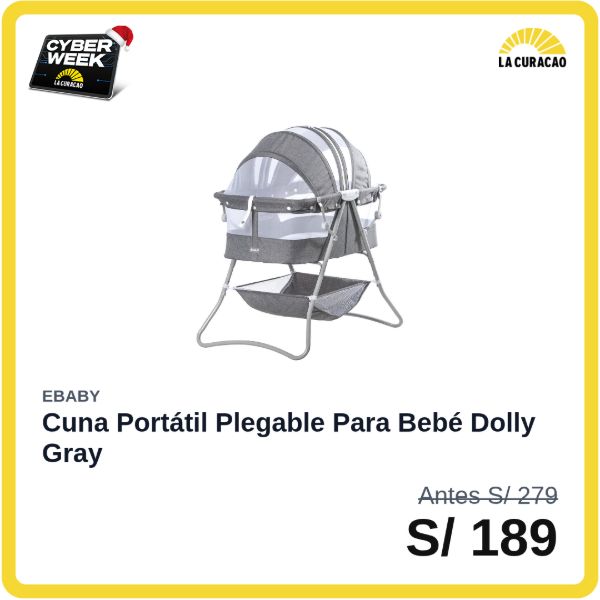 CYBER
WEEK
LA CURACAO
LA CURACAO
EBABY
Cuna Portátil Plegable Para Bebé Dolly
Gray
Antes S/ 279
S/ 189